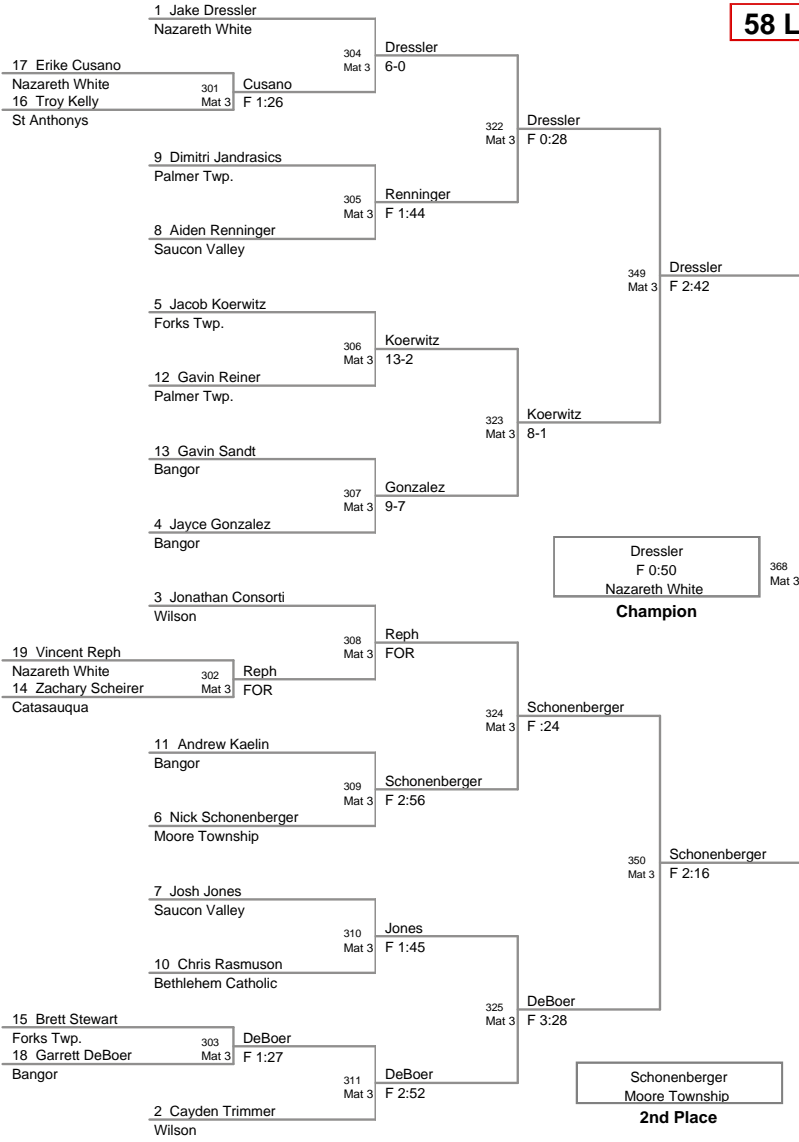 1 Jake Dressler
Nazareth White
58 L
304
Mat 3
Dressler
6-0
17 Erike Cusano
Nazareth White
301
Mat 3
Cusano
F 1:26
16 Troy Kelly
St Anthonys
322
Mat 3
Dressler
F 0:28
9 Dimitri Jandrasics
Palmer Twp.
305
Mat 3
Renninger
F 1:44
8 Aiden Renninger
Saucon Valley
349
Mat 3
Dressler
F 2:42
5 Jacob Koerwitz
Forks Twp.
306
Mat 3
Koerwitz
13-2
12 Gavin Reiner
Palmer Twp.
323
Mat 3
Koerwitz
8-1
13 Gavin Sandt
Bangor
307
Mat 3
Gonzalez
9-7
4 Jayce Gonzalez
Bangor
Dressler
F 0:50
Nazareth White
368
Mat 3
Champion
3 Jonathan Consorti
Wilson
308
Mat 3
Reph
FOR
19 Vincent Reph
Nazareth White
302
Mat 3
Reph
FOR
14 Zachary Scheirer
Catasauqua
324
Mat 3
Schonenberger
F :24
11 Andrew Kaelin
Bangor
309
Mat 3
Schonenberger
F 2:56
6 Nick Schonenberger
Moore Township
350
Mat 3
Schonenberger
F 2:16
7 Josh Jones
Saucon Valley
310
Mat 3
Jones
F 1:45
10 Chris Rasmuson
Bethlehem Catholic
325
Mat 3
DeBoer
F 3:28
15 Brett Stewart
Forks Twp.
303
Mat 3
DeBoer
F 1:27
18 Garrett DeBoer
Bangor
311
Mat 3
DeBoer
F 2:52
2 Cayden Trimmer
Wilson
Schonenberger
Moore Township
2nd Place